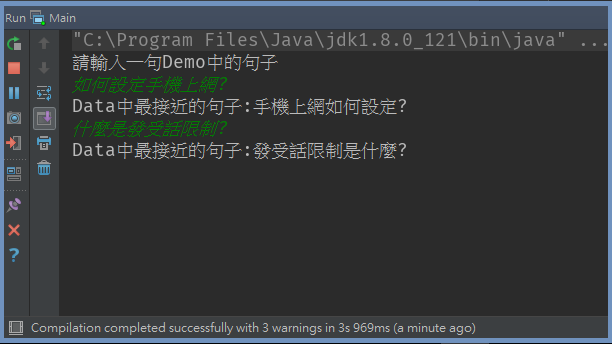 Run Main
"C:\Program Files\Java\jdk1.8.0_121\bin\java" ...
請輸入一句Demo中的句子
如何設定手機上網?
Data中最接近的句子:手機上網如何設定?
什麼是發受話限制?
Data中最接近的句子:發受話限制是什麼?
Compilation completed successfully with 3 warnings in 3s 969ms (a minute ago)